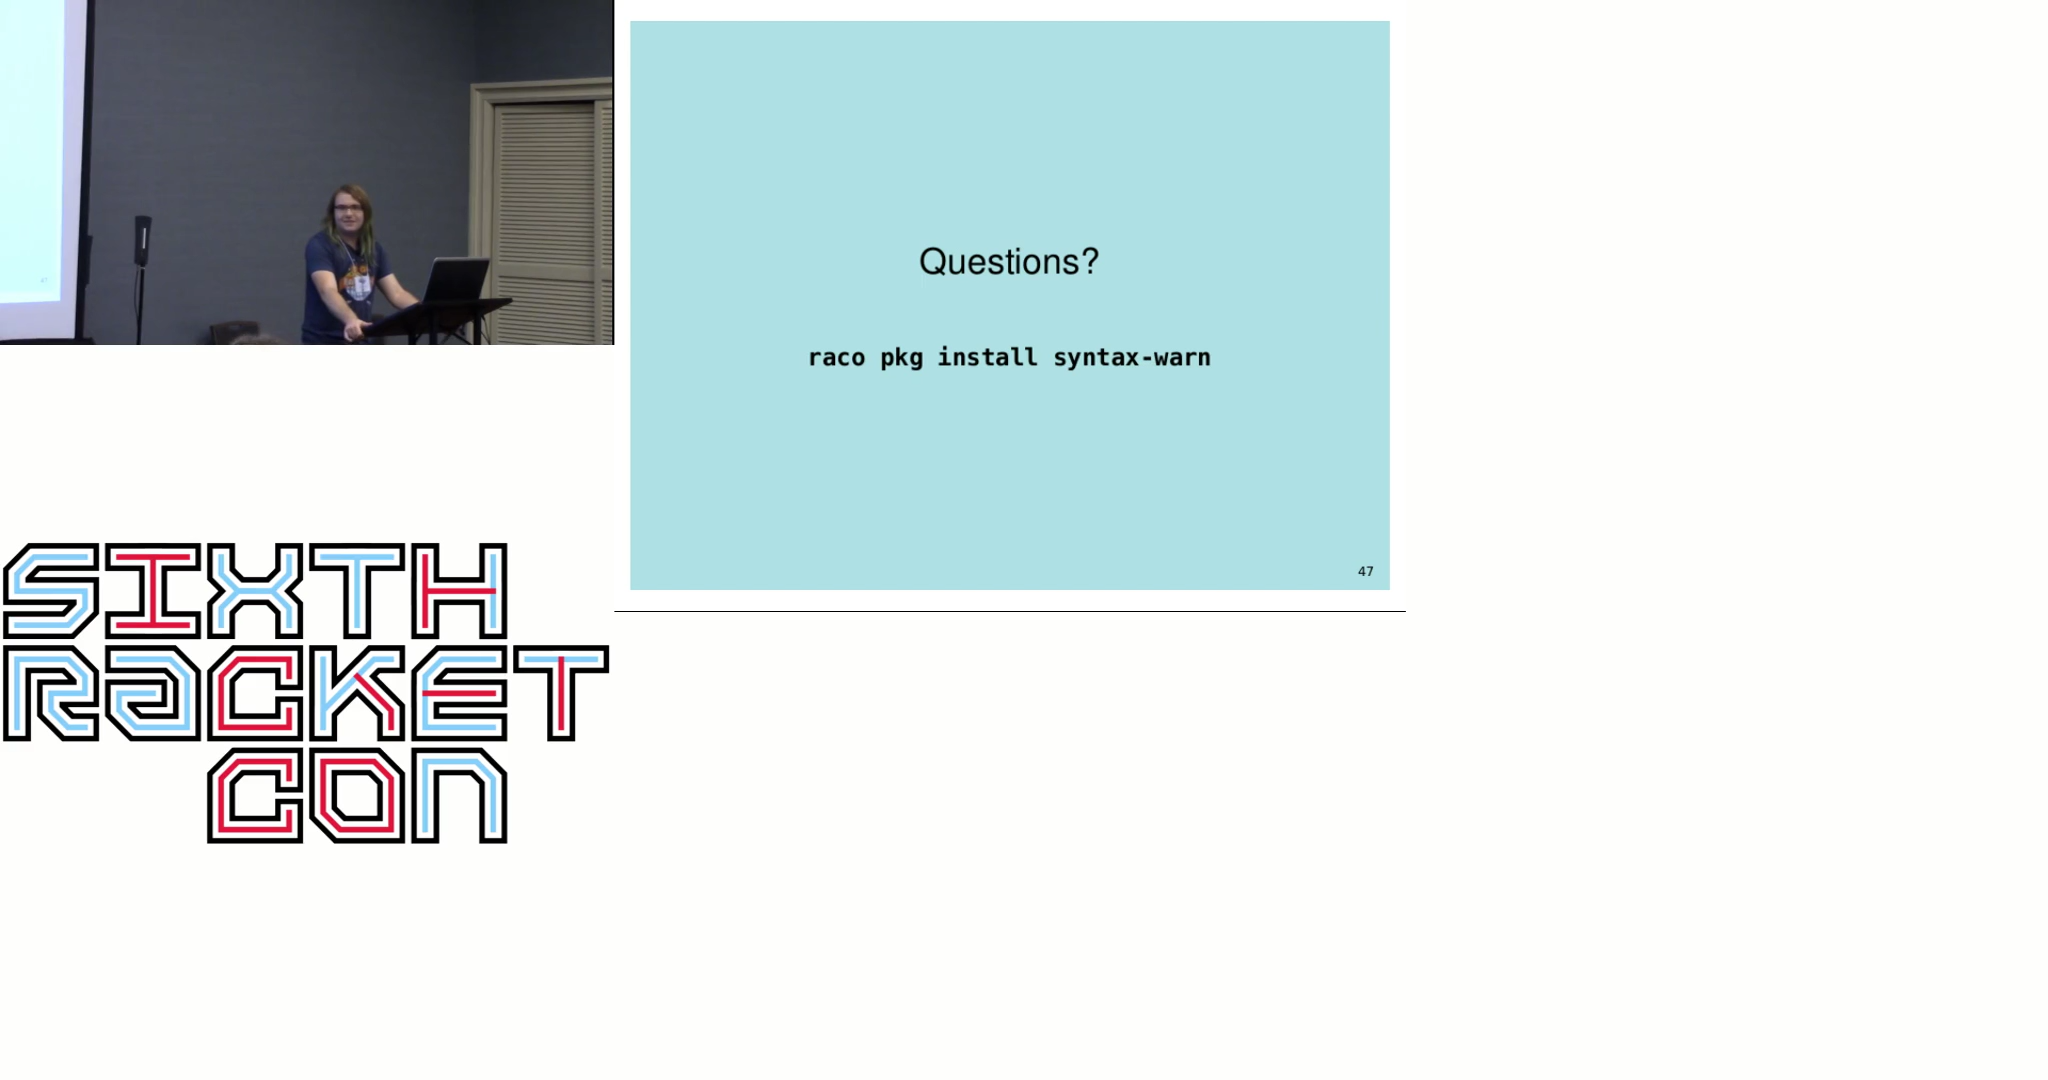 Questions?
raco pkg install syntax-warn
47
SIXTH
RACKET
CON